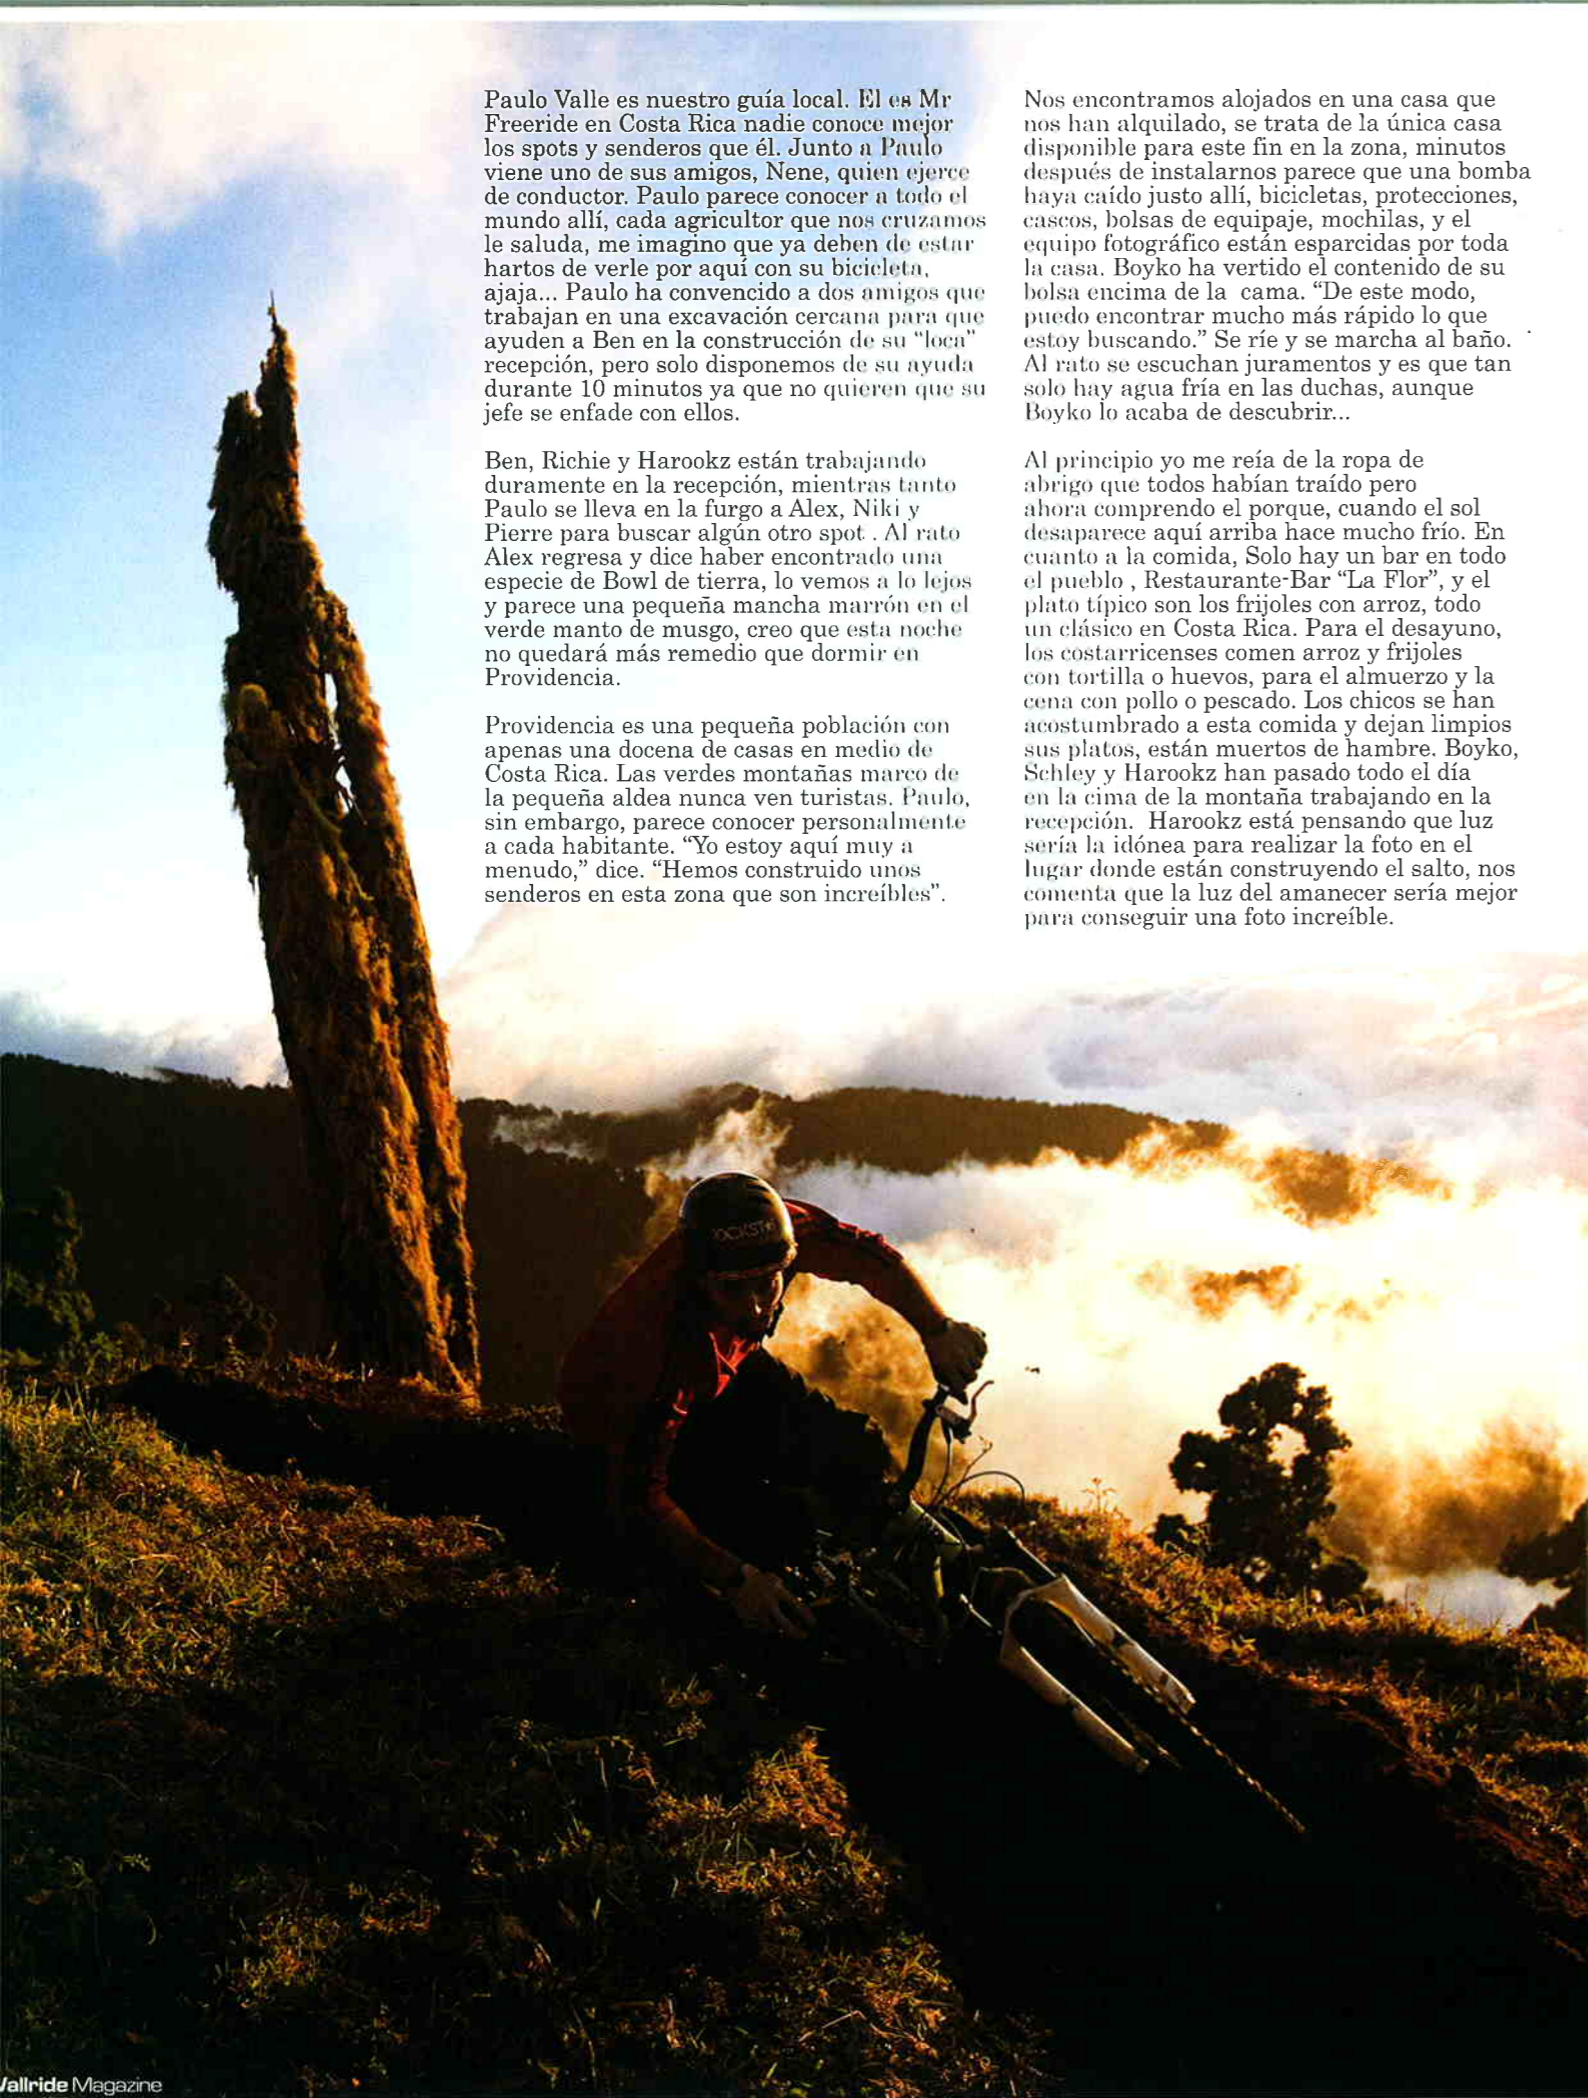 Paulo Valle es nuestro guía local. El es Mr
Freeride en Costa Rica nadie conoce mejor
los spots y senderos que él. Junto a Paulo
viene uno de sus amigos, Nene, quien ejerce
de conductor. Paulo parece conocer a todo el
mundo allí, cada agricultor que nos cruzamos
le saluda, me imagino que ya deben de estar
hartos de verle por aquí con su bicicleta,
ajaja... Paulo ha convencido a dos amigos que
trabajan en una excavación cercana para que
ayuden a Ben en la construcción de su "loca"
recepción, pero solo disponemos de su ayuda
durante 10 minutos ya que no quieren que su
jefe se enfade con ellos.
Ben, Richie y Harookz están trabajando
duramente en la recepción, mientras tanto
Paulo se lleva en la furgo a Alex, Niki y
Pierre para buscar algún otro spot . Al rato
Alex regresa y dice haber encontrado una
especie de Bowl de tierra, lo vemos a lo lejos
y parece una pequeña mancha marrón en el
verde manto de musgo, creo que esta noche
no quedará más remedio que dormir en
Providencia.
Providencia es una pequeña población con
apenas una docena de casas en medio de
Costa Rica. Las verdes montañas marco de
la pequeña aldea nunca ven turistas. Paulo,
sin embargo, parece conocer personalmente
a cada habitante. “Yo estoy aquí muy a
menudo,” dice. “Hemos construido unos
senderos en esta zona que son increíbles”.
Nos encontramos alojados en una casa que
nos han alquilado, se trata de la única casa
disponible para este fin en la zona, minutos
después de instalarnos parece que una bomba
haya caído justo allí, bicicletas, protecciones,
cascos, bolsas de equipaje, mochilas, y el
equipo fotográfico están esparcidas por toda
la casa. Boyko ha vertido el contenido de su
bolsa encima de la cama. “De este modo,
puedo encontrar mucho más rápido lo que
estoy buscando.” Se ríe y se marcha al baño.
Al rato se escuchan juramentos y es que tan
solo hay agua fría en las duchas, aunque
Boyko lo acaba de descubrir...
Al principio yo me reía de la ropa de
abrigo que todos habían traído pero
ahora comprendo el porque, cuando el sol
desaparece aquí arriba hace mucho frío. En
cuanto a la comida, Solo hay un bar en todo
el pueblo , Restaurante-Bar “La Flor”, y el
plato típico son los frijoles con arroz, todo
un clásico en Costa Rica. Para el desayuno,
los costarricenses comen arroz y frijoles
con tortilla o huevos, para el almuerzo y la
cena con pollo o pescado. Los chicos se han
acostumbrado a esta comida y dejan limpios
sus platos, están muertos de hambre. Boyko,
Schley y Harookz han pasado todo el día
en la cima de la montaña trabajando en la
recepción. Harookz está pensando que luz
sería la idónea para realizar la foto en el
lugar donde están construyendo el salto, nos
comenta que la luz del amanecer sería mejor
para conseguir una foto increíble.
Magazine